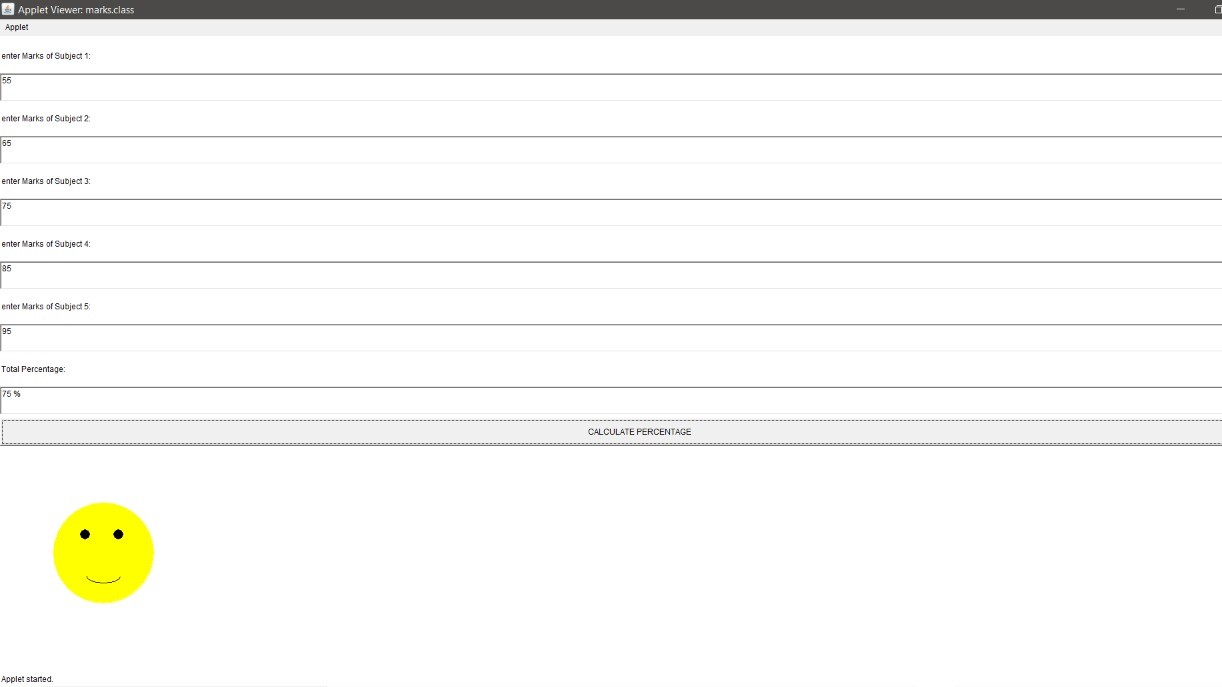 Applet Viewer: marks.class
Applet
enter Marks of Subject 1:
55
enter Marks of Subject 2:
65
enter Marks of Subject 3:
75
enter Marks of Subject 4:
85
enter Marks of Subject 5:
95
Total Percentage:
75 %
CALCULATE PERCENTAGE
Applet started.